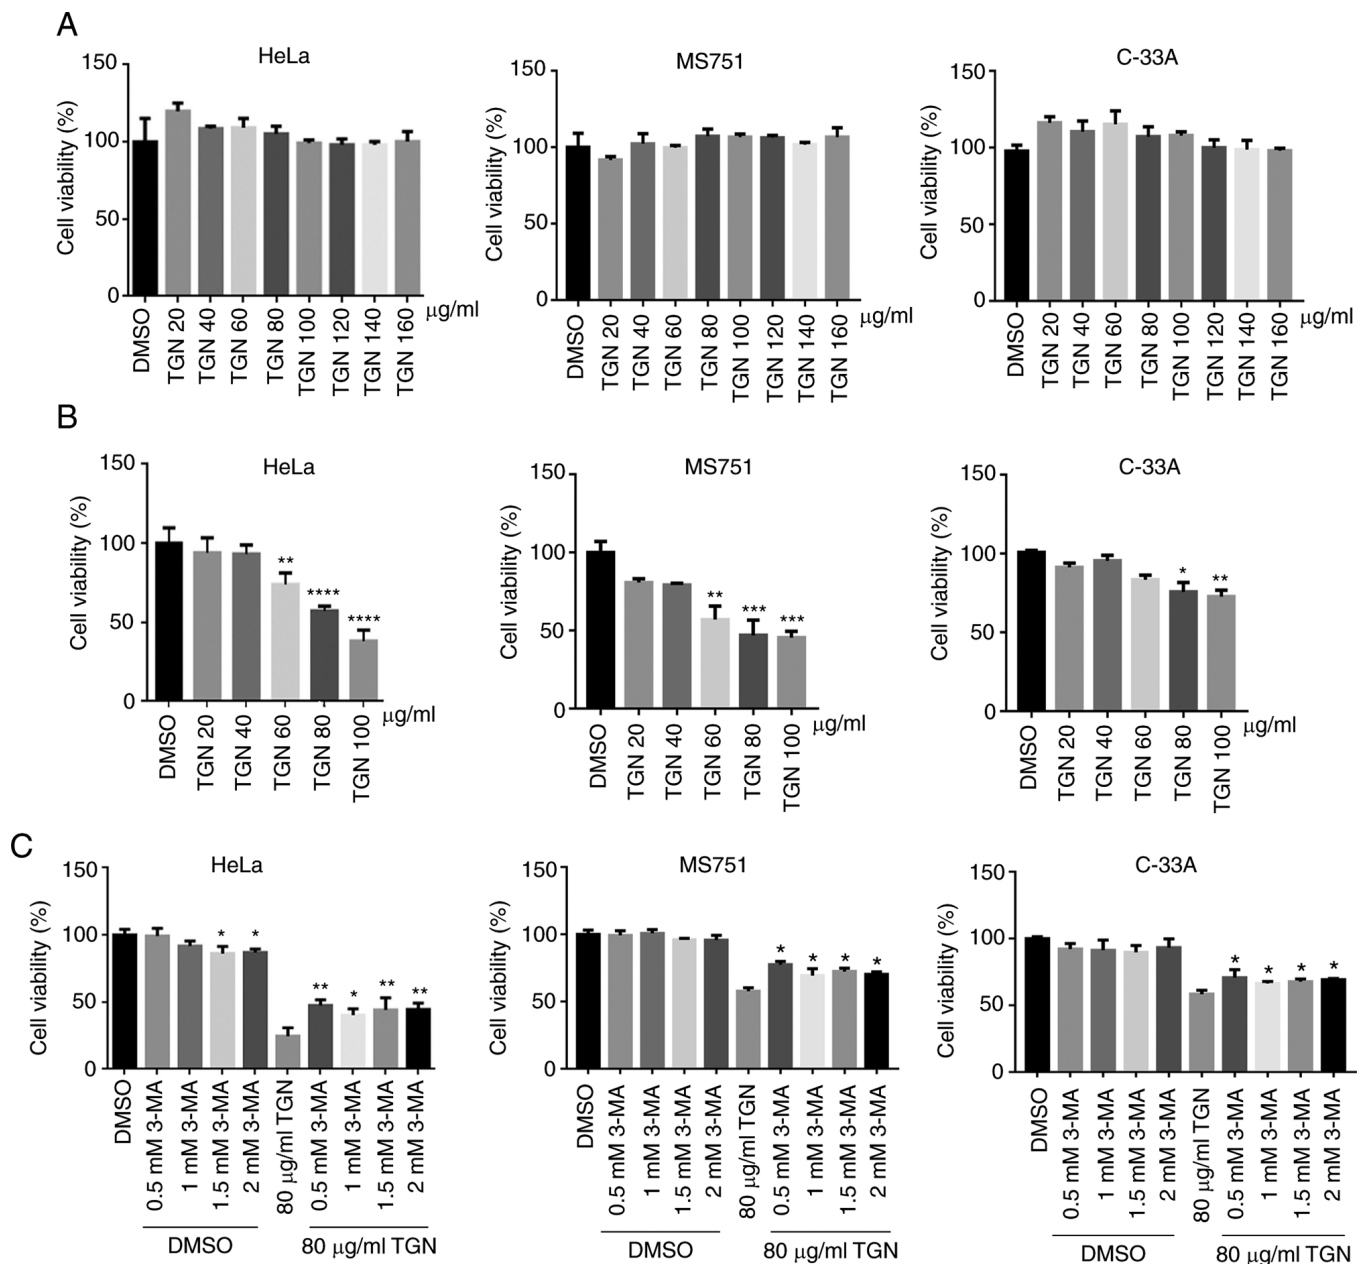 A
HeLa
Cell viability (%)
150
100
50
0
DMSO
TGN 20
TGN 40
TGN 60
TGN 80
TGN 100
TGN 120
TGN 140
TGN 160
μg/ml
MS751
Cell viability (%)
150
100
50
0
DMSO
TGN 20
TGN 40
TGN 60
TGN 80
TGN 100
TGN 120
TGN 140
TGN 160
μg/ml
C-33A
Cell viability (%)
150
100
50
0
DMSO
TGN 20
TGN 40
TGN 60
TGN 80
TGN 100
TGN 120
TGN 140
TGN 160
μg/ml
B
HeLa
Cell viability (%)
150
100
50
0
**
****
****
DMSO
TGN 20
TGN 40
TGN 60
TGN 80
TGN 100
μg/ml
MS751
Cell viability (%)
150
100
50
0
**
***
***
DMSO
TGN 20
TGN 40
TGN 60
TGN 80
TGN 100
μg/ml
C-33A
Cell viability (%)
150
100
50
0
*
**
DMSO
TGN 20
TGN 40
TGN 60
TGN 80
TGN 100
μg/ml
C
HeLa
Cell viability (%)
150
100
50
0
*
*
**
*
**
**
DMSO
0.5 mM 3-MA
1 mM 3-MA
1.5 mM 3-MA
2 mM 3-MA
80 μg/ml TGN
0.5 mM 3-MA
1 mM 3-MA
1.5 mM 3-MA
2 mM 3-MA
DMSO
80 μg/ml TGN
MS751
Cell viability (%)
150
100
50
0
*
*
*
*
DMSO
0.5 mM 3-MA
1 mM 3-MA
1.5 mM 3-MA
2 mM 3-MA
80 μg/ml TGN
0.5 mM 3-MA
1 mM 3-MA
1.5 mM 3-MA
2 mM 3-MA
DMSO
80 μg/ml TGN
C-33A
Cell viability (%)
150
100
50
0
*
*
*
*
DMSO
0.5 mM 3-MA
1 mM 3-MA
1.5 mM 3-MA
2 mM 3-MA
80 μg/ml TGN
0.5 mM 3-MA
1 mM 3-MA
1.5 mM 3-MA
2 mM 3-MA
DMSO
80 μg/ml TGN